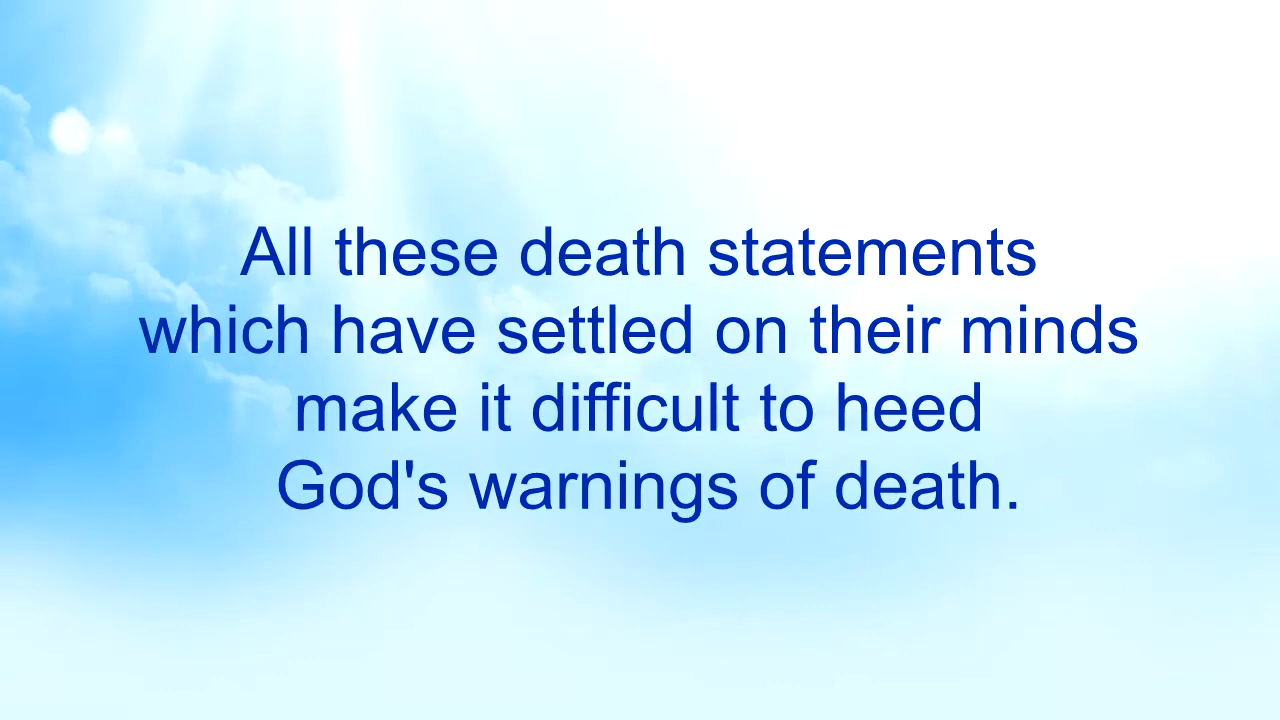 All these death statements
which have settled on their minds
make it difficult to heed
God's warnings of death.